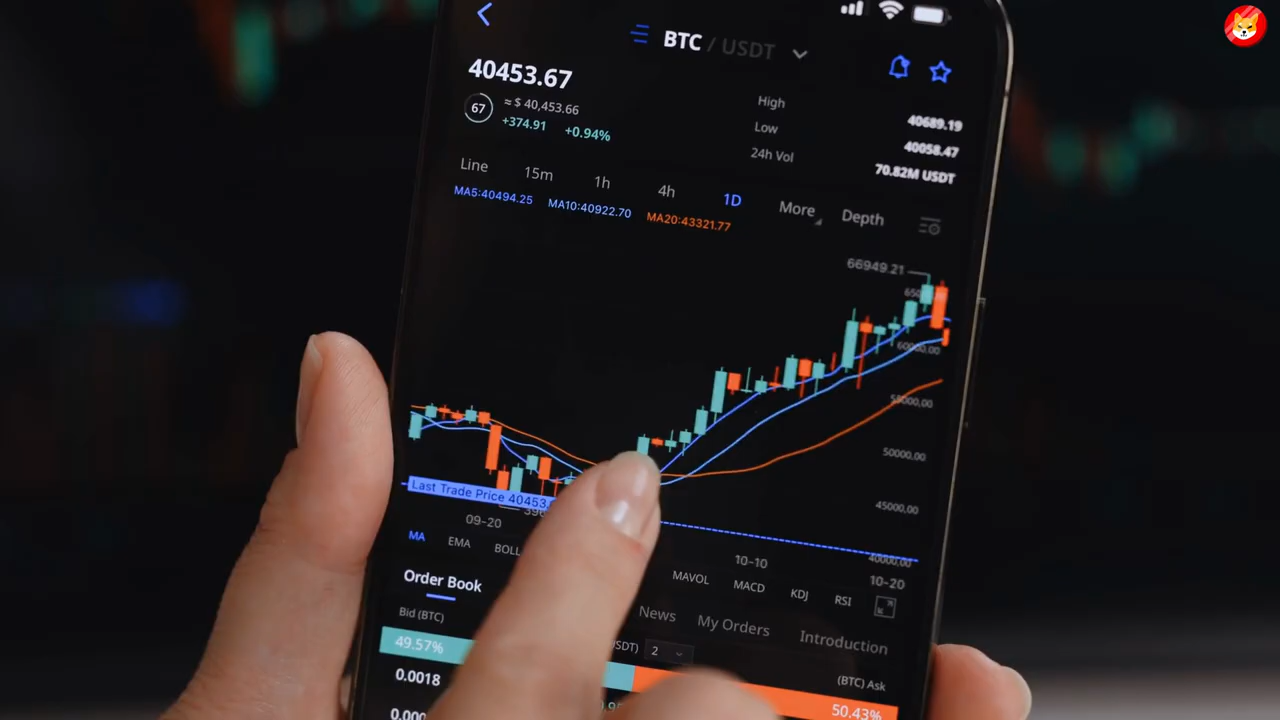 BTC / USDT
40453.67
67
≈ $ 40,453.66
+374.91 +0.94%
High 40689.19
Low 40058.47
24h Vol 70.82M USDT
Line 15m 1h 4h 1D More Depth
MA5:40494.25 MA10:40922.70 MA20:43321.77
66949.21
60000,00
55000,00
50000,00
45000,00
40000,00
Last Trade Price 40453
09-20 10-10 10-20
MA EMA BOLL MAVOL MACD KDJ RSI
Order Book News My Orders Introduction
Bid (BTC) 2 (BTC) Ask
49.57% 50.43%
0.0018